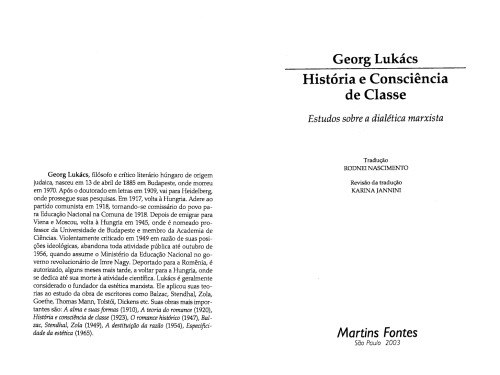 Georg Lukács, filósofo e crítico literário húngaro de origem
judaica, nasceu em 13 de abril de 1885 em Budapeste, onde morreu
em 1970. Após o doutorado em letras em 1909, vai para Heidelberg,
onde prossegue suas pesquisas. Em 1917, volta à Hungria. Adere ao
partido comunista em 1918, tornando-se comissário do povo pa-
ra Educação Nacional na Comuna de 1918. Depois de emigrar para
Viena e Moscou, volta à Hungria em 1945, onde é nomeado pro-
fessor da Universidade de Budapeste e membro da Academia de
Ciências. Violentamente criticado em 1949 em razão de suas posi-
ções ideológicas, abandona toda atividade pública até outubro de
1956, quando assume o Ministério da Educação Nacional no go-
verno revolucionário de Imre Nagy. Deportado para a Romênia, é
autorizado, alguns meses mais tarde, a voltar para a Hungria, onde
se dedica até sua morte à atividade científica. Lukács é geralmente
considerado o fundador da estética marxista. Ele aplicou suas teo-
rias ao estudo da obra de escritores como Balzac, Stendhal, Zola,
Goethe, Thomas Mann, Tolstói, Dickens etc. Suas obras mais impor-
tantes são: A alma e suas formas (1910), A teoria do romance (1920),
História e consciência de classe (1923), O romance histórico (1947), Bal-
zac, Stendhal, Zola (1949), A destituição da razão (1954), Especifici-
dade da estética (1965).
Georg Lukács
História e Consciência
de Classe
Estudos sobre a dialética marxista
Tradução
RODNEI NASCIMENTO
Revisão da tradução
KARINA JANNINI
Martins Fontes
São Paulo 2003